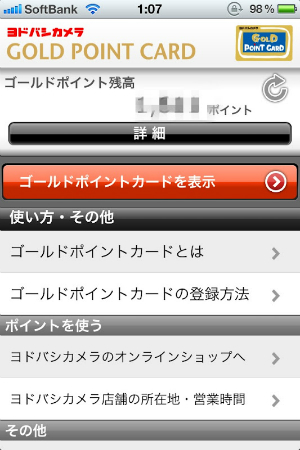 SoftBank 1:07 98%
ヨドバシカメラ
GOLD POINT CARD
GOLD
POINT CARD
ゴールドポイント残高
ポイント
詳細
ゴールドポイントカードを表示
使い方・その他
ゴールドポイントカードとは
ゴールドポイントカードの登録方法
ポイントを使う
ヨドバシカメラのオンラインショップへ
ヨドバシカメラ店舗の所在地・営業時間
その他